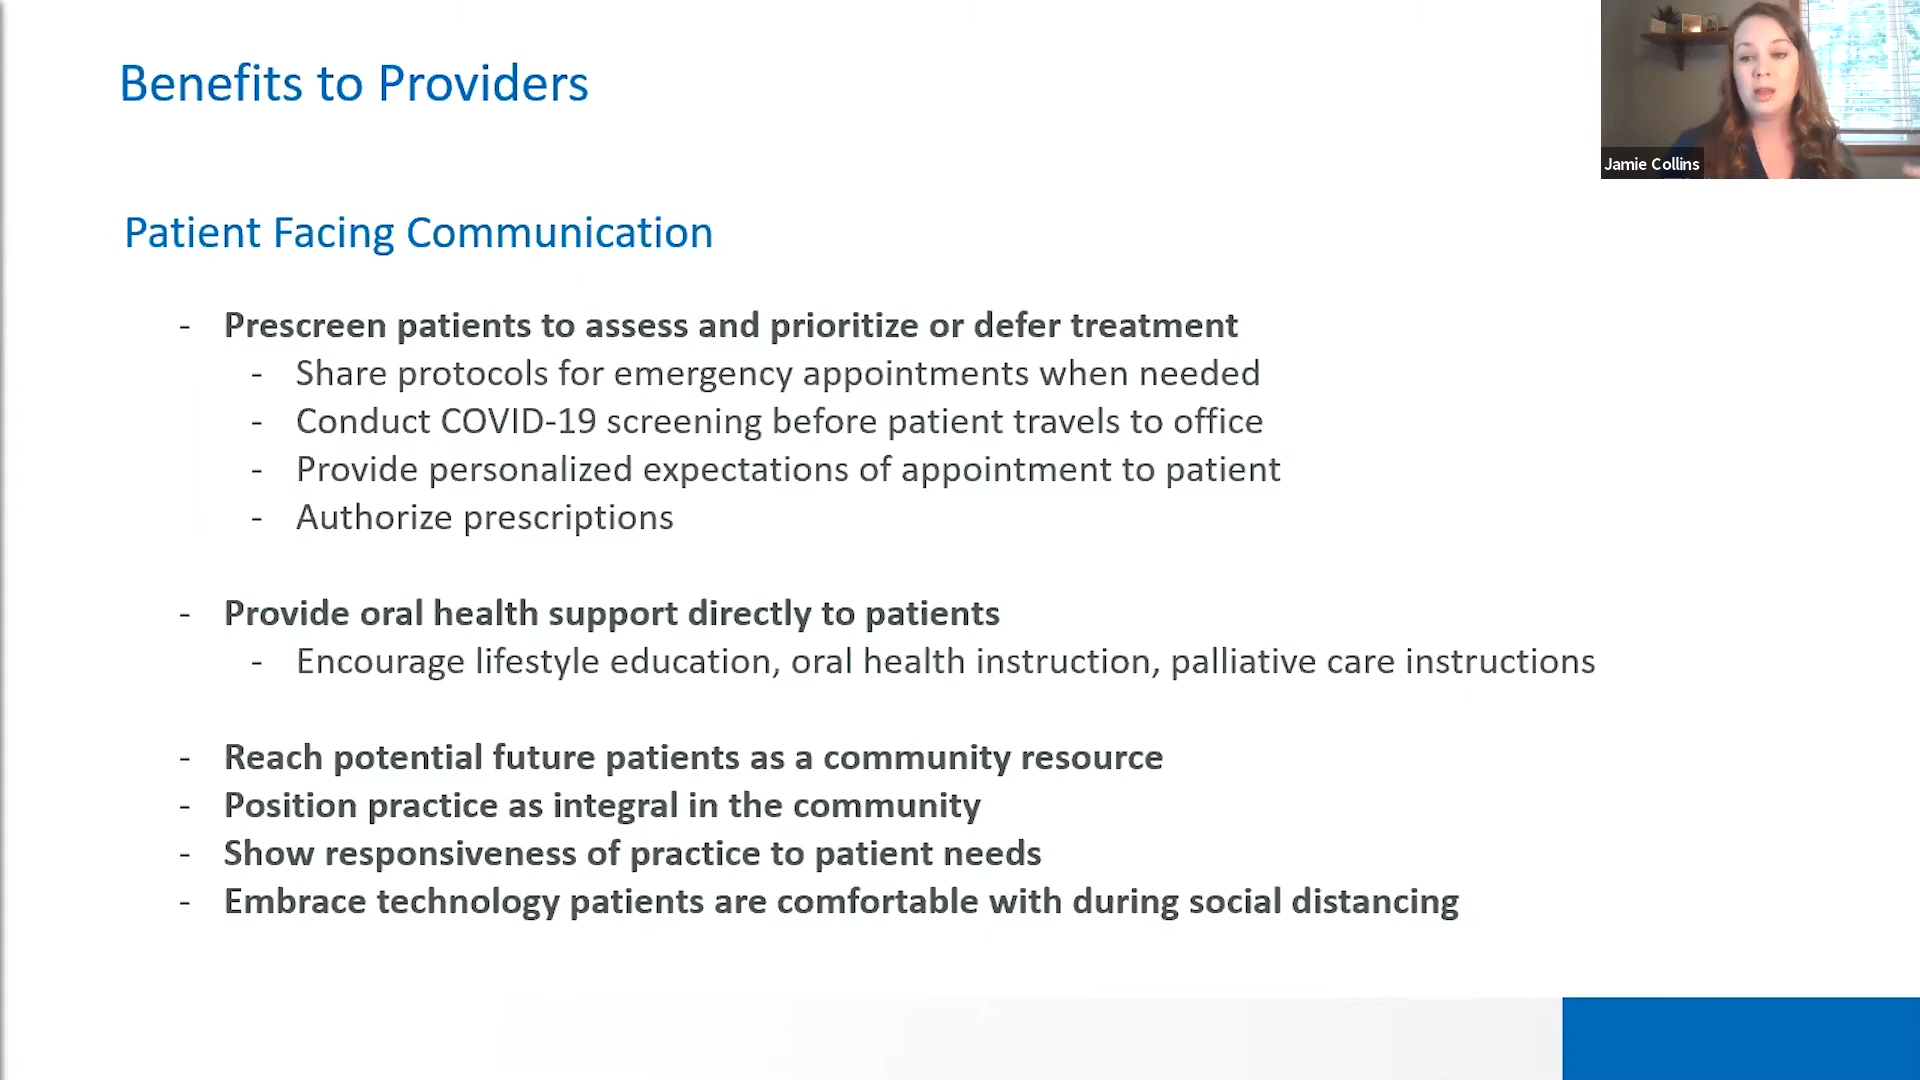 Benefits to Providers
Jamie Collins
Patient Facing Communication
- Prescreen patients to assess and prioritize or defer treatment
- Share protocols for emergency appointments when needed
- Conduct COVID-19 screening before patient travels to office
- Provide personalized expectations of appointment to patient
- Authorize prescriptions
- Provide oral health support directly to patients
- Encourage lifestyle education, oral health instruction, palliative care instructions
- Reach potential future patients as a community resource
- Position practice as integral in the community
- Show responsiveness of practice to patient needs
- Embrace technology patients are comfortable with during social distancing